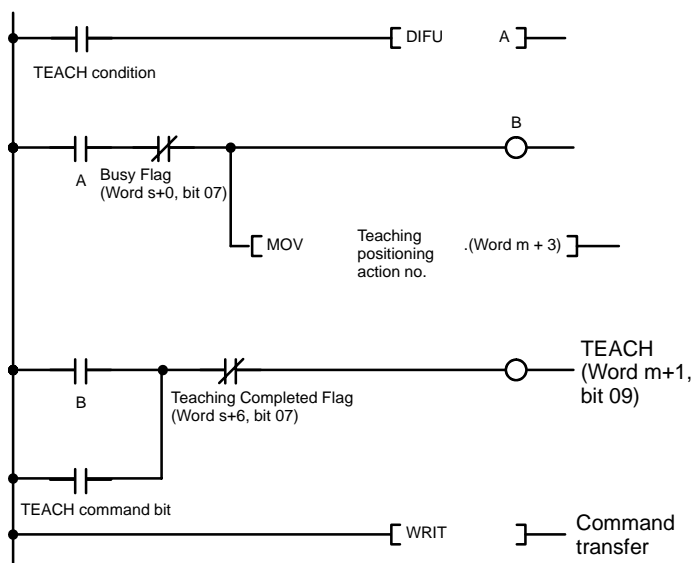 DIFU A
TEACH condition
B
A
Busy Flag
(Word s+0, bit 07)
MOV
Teaching
positioning
action no.
.(Word m + 3)
TEACH
(Word m+1,
bit 09)
B
Teaching Completed Flag
(Word s+6, bit 07)
TEACH command bit
WRIT
Command
transfer